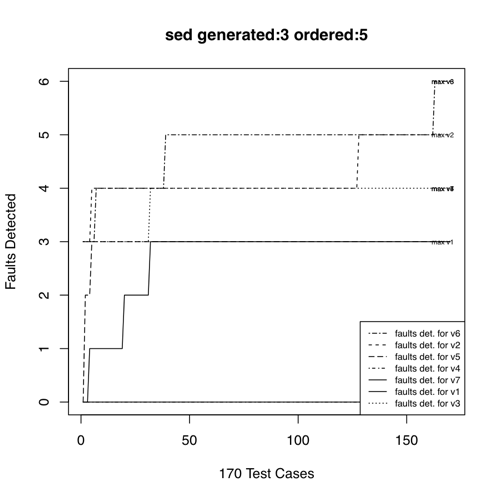 sed generated:3 ordered:5
Faults Detected
6
5
4
3
2
1
0
max v6
max v2
max v1
faults det. for v6
faults det. for v2
faults det. for v5
faults det. for v4
faults det. for v7
faults det. for v1
faults det. for v3
0 50 100 150
170 Test Cases